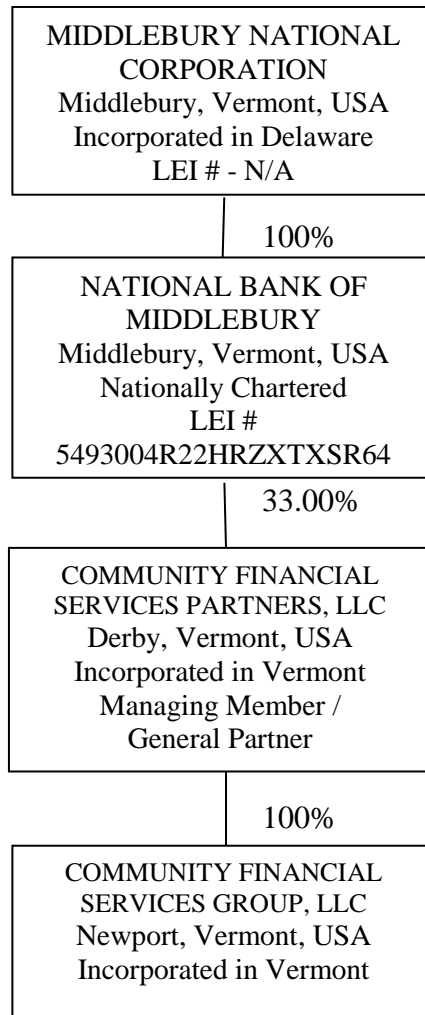 MIDDLEBURY NATIONAL
CORPORATION
Middlebury, Vermont, USA
Incorporated in Delaware
LEI # - N/A
100%
NATIONAL BANK OF
MIDDLEBURY
Middlebury, Vermont, USA
Nationally Chartered
LEI #
5493004R22HRZXTXSR64
33.00%
COMMUNITY FINANCIAL
SERVICES PARTNERS, LLC
Derby, Vermont, USA
Incorporated in Vermont
Managing Member /
General Partner
100%
COMMUNITY FINANCIAL
SERVICES GROUP, LLC
Newport, Vermont, USA
Incorporated in Vermont